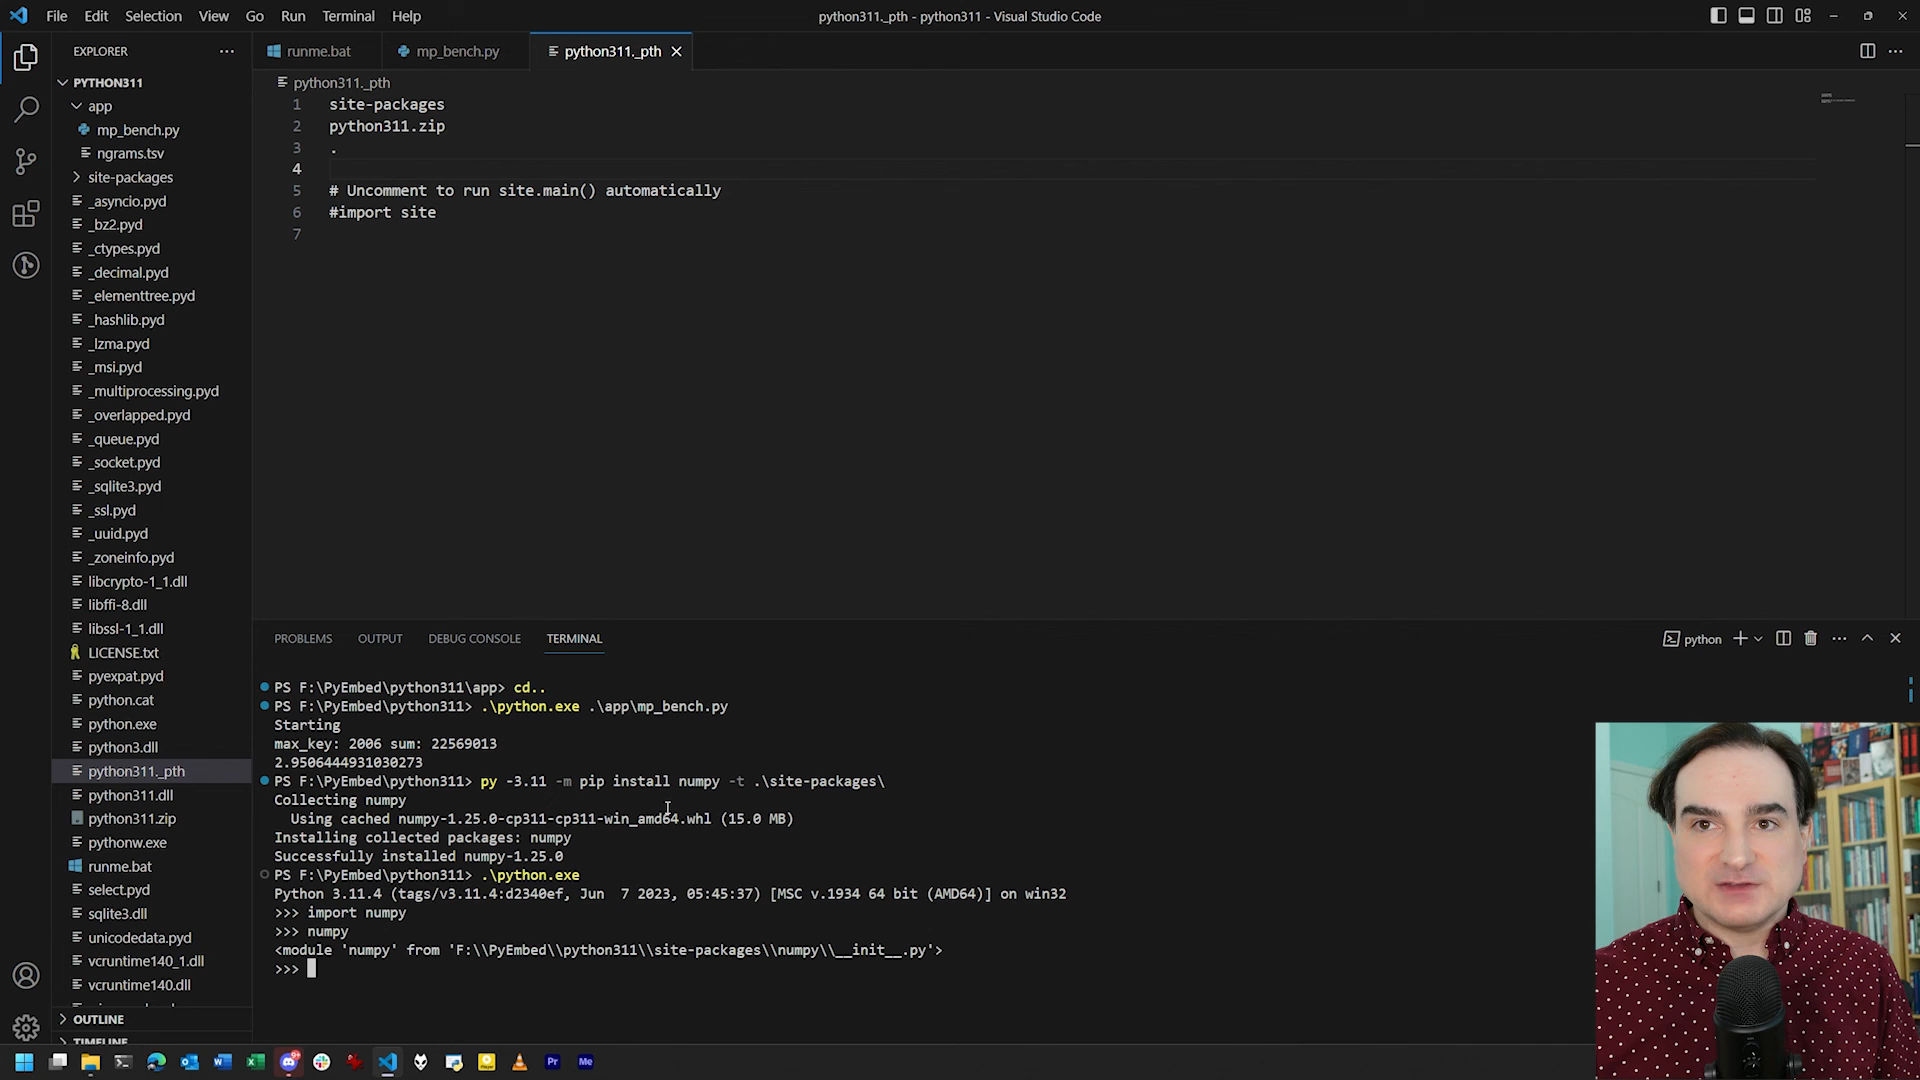 File Edit Selection View Go Run Terminal Help
python311._pth - python311 - Visual Studio Code
EXPLORER
runme.bat
mp_bench.py
python311._pth
PYTHON311
app
mp_bench.py
ngrams.tsv
site-packages
_asyncio.pyd
_bz2.pyd
_ctypes.pyd
_decimal.pyd
_elementtree.pyd
_hashlib.pyd
_lzma.pyd
_msi.pyd
_multiprocessing.pyd
_overlapped.pyd
_queue.pyd
_socket.pyd
_sqlite3.pyd
_ssl.pyd
_uuid.pyd
_zoneinfo.pyd
libcrypto-1_1.dll
libffi-8.dll
libssl-1_1.dll
LICENSE.txt
pyexpat.pyd
python.cat
python.exe
python3.dll
python311._pth
python311.dll
python311.zip
pythonw.exe
runme.bat
select.pyd
sqlite3.dll
unicodedata.pyd
vcruntime140_1.dll
vcruntime140.dll
OUTLINE
TIMELINE
python311._pth
1 site-packages
2 python311.zip
3 .
4
5 # Uncomment to run site.main() automatically
6 #import site
7
PROBLEMS OUTPUT DEBUG CONSOLE TERMINAL
python
PS F:\PyEmbed\python311\app> cd..
PS F:\PyEmbed\python311> .\python.exe .\app\mp_bench.py
Starting
max_key: 2006 sum: 22569013
2.9506444931030273
PS F:\PyEmbed\python311> py -3.11 -m pip install numpy -t .\site-packages\
Collecting numpy
Using cached numpy-1.25.0-cp311-cp311-win_amd64.whl (15.0 MB)
Installing collected packages: numpy
Successfully installed numpy-1.25.0
PS F:\PyEmbed\python311> .\python.exe
Python 3.11.4 (tags/v3.11.4:d2340ef, Jun  7 2023, 05:45:37) [MSC v.1934 64 bit (AMD64)] on win32
>>> import numpy
>>> numpy
<module 'numpy' from 'F:\\PyEmbed\\python311\\site-packages\\numpy\\__init__.py'>
>>>
Pr
Me